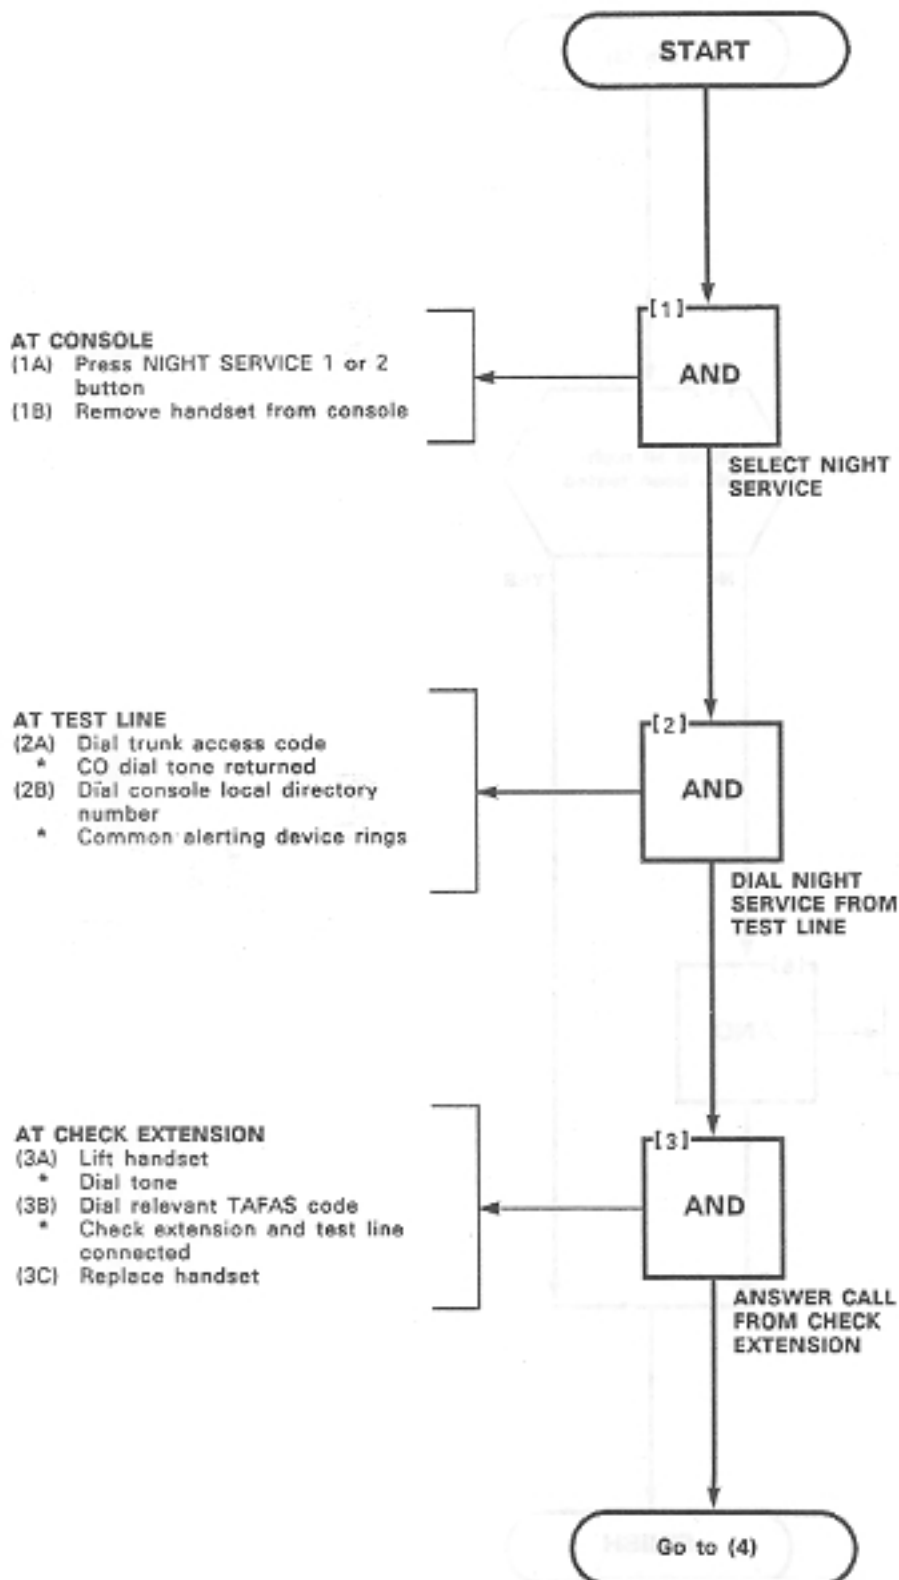 START
[1]
AND
SELECT NIGHT
SERVICE
AT CONSOLE
(1A) Press NIGHT SERVICE 1 or 2
button
(1B) Remove handset from console
[2]
AND
DIAL NIGHT
SERVICE FROM
TEST LINE
AT TEST LINE
(2A) Dial trunk access code
* CO dial tone returned
(2B) Dial console local directory
number
* Common alerting device rings
[3]
AND
ANSWER CALL
FROM CHECK
EXTENSION
AT CHECK EXTENSION
(3A) Lift handset
* Dial tone
(3B) Dial relevant TAFAS code
* Check extension and test line
connected
(3C) Replace handset
Go to (4)